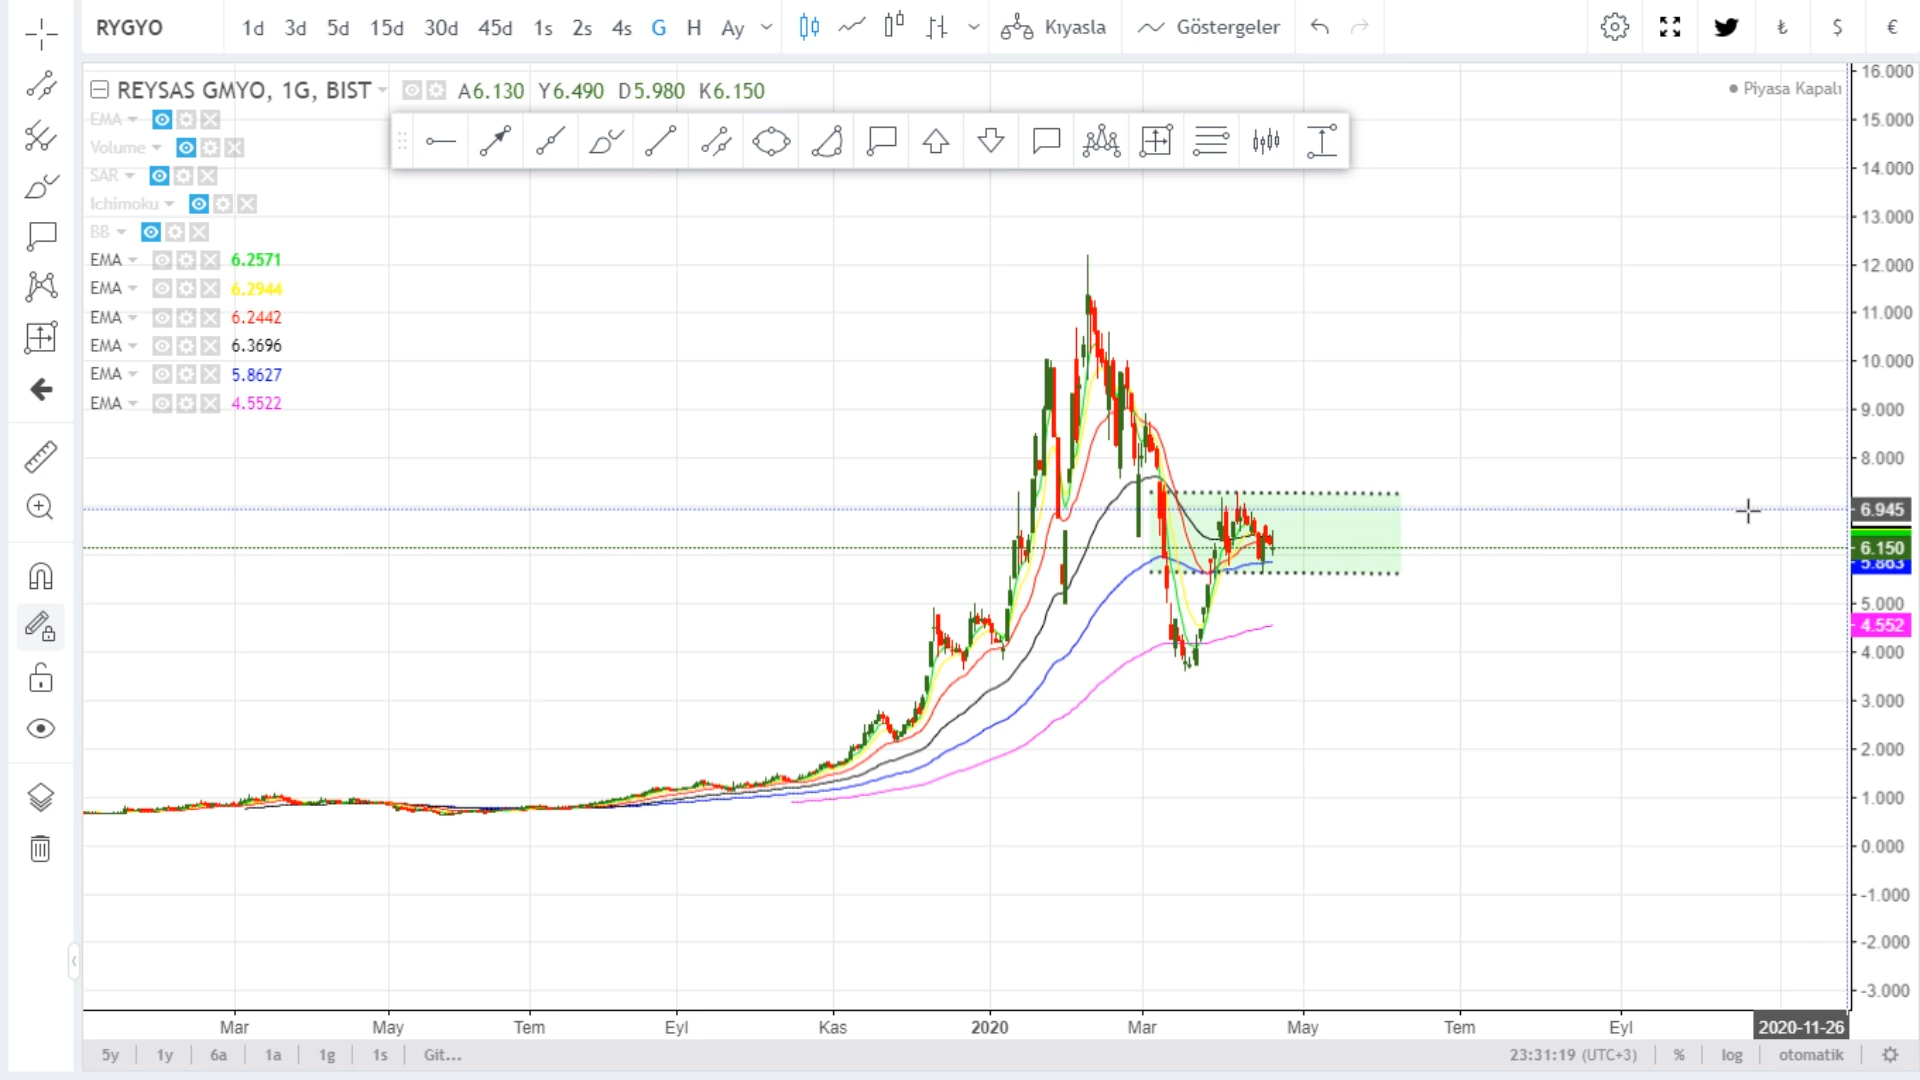 RYGYO 1d 3d 5d 15d 30d 45d 1s 2s 4s G H Ay Kıyasla Göstergeler ₺ $ €
REYSAS GMYO, 1G, BIST A6.130 Y6.490 D5.980 K6.150
Piyasa Kapalı
EMA
Volume
SAR
Ichimoku
BB
EMA 6.2571
EMA 6.2944
EMA 6.2442
EMA 6.3696
EMA 5.8627
EMA 4.5522
16.000
15.000
14.000
13.000
12.000
11.000
10.000
9.000
8.000
6.945
6.150
5.863
5.000
4.552
4.000
3.000
2.000
1.000
0.000
-1.000
-2.000
-3.000
Mar May Tem Eyl Kas 2020 Mar May Tem Eyl 2020-11-26
5y 1y 6a 1a 1g 1s Git... 23:31:19 (UTC+3) % log otomatik